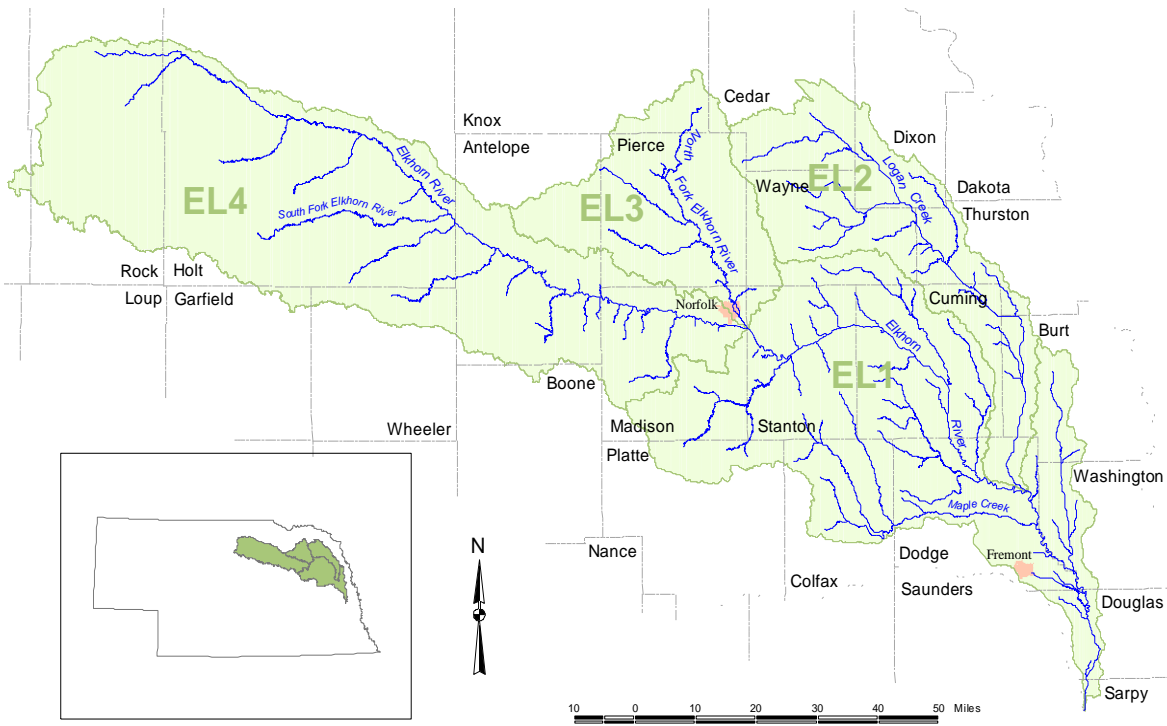 Knox
Antelope
Cedar
Pierce
Dixon
North
Fork Elkhorn River
Elkhorn River
Logan
Creek
Wayne
EL2
Dakota
Thurston
EL4
South Fork Elkhorn River
EL3
Rock
Holt
Loup
Garfield
Norfolk
Cuming
Burt
Elkhorn
River
EL1
Boone
Wheeler
Madison
Stanton
Platte
Washington
Maple Creek
N
Nance
Dodge
Fremont
Colfax
Saunders
Douglas
Sarpy
10 0 10 20 30 40 50 Miles